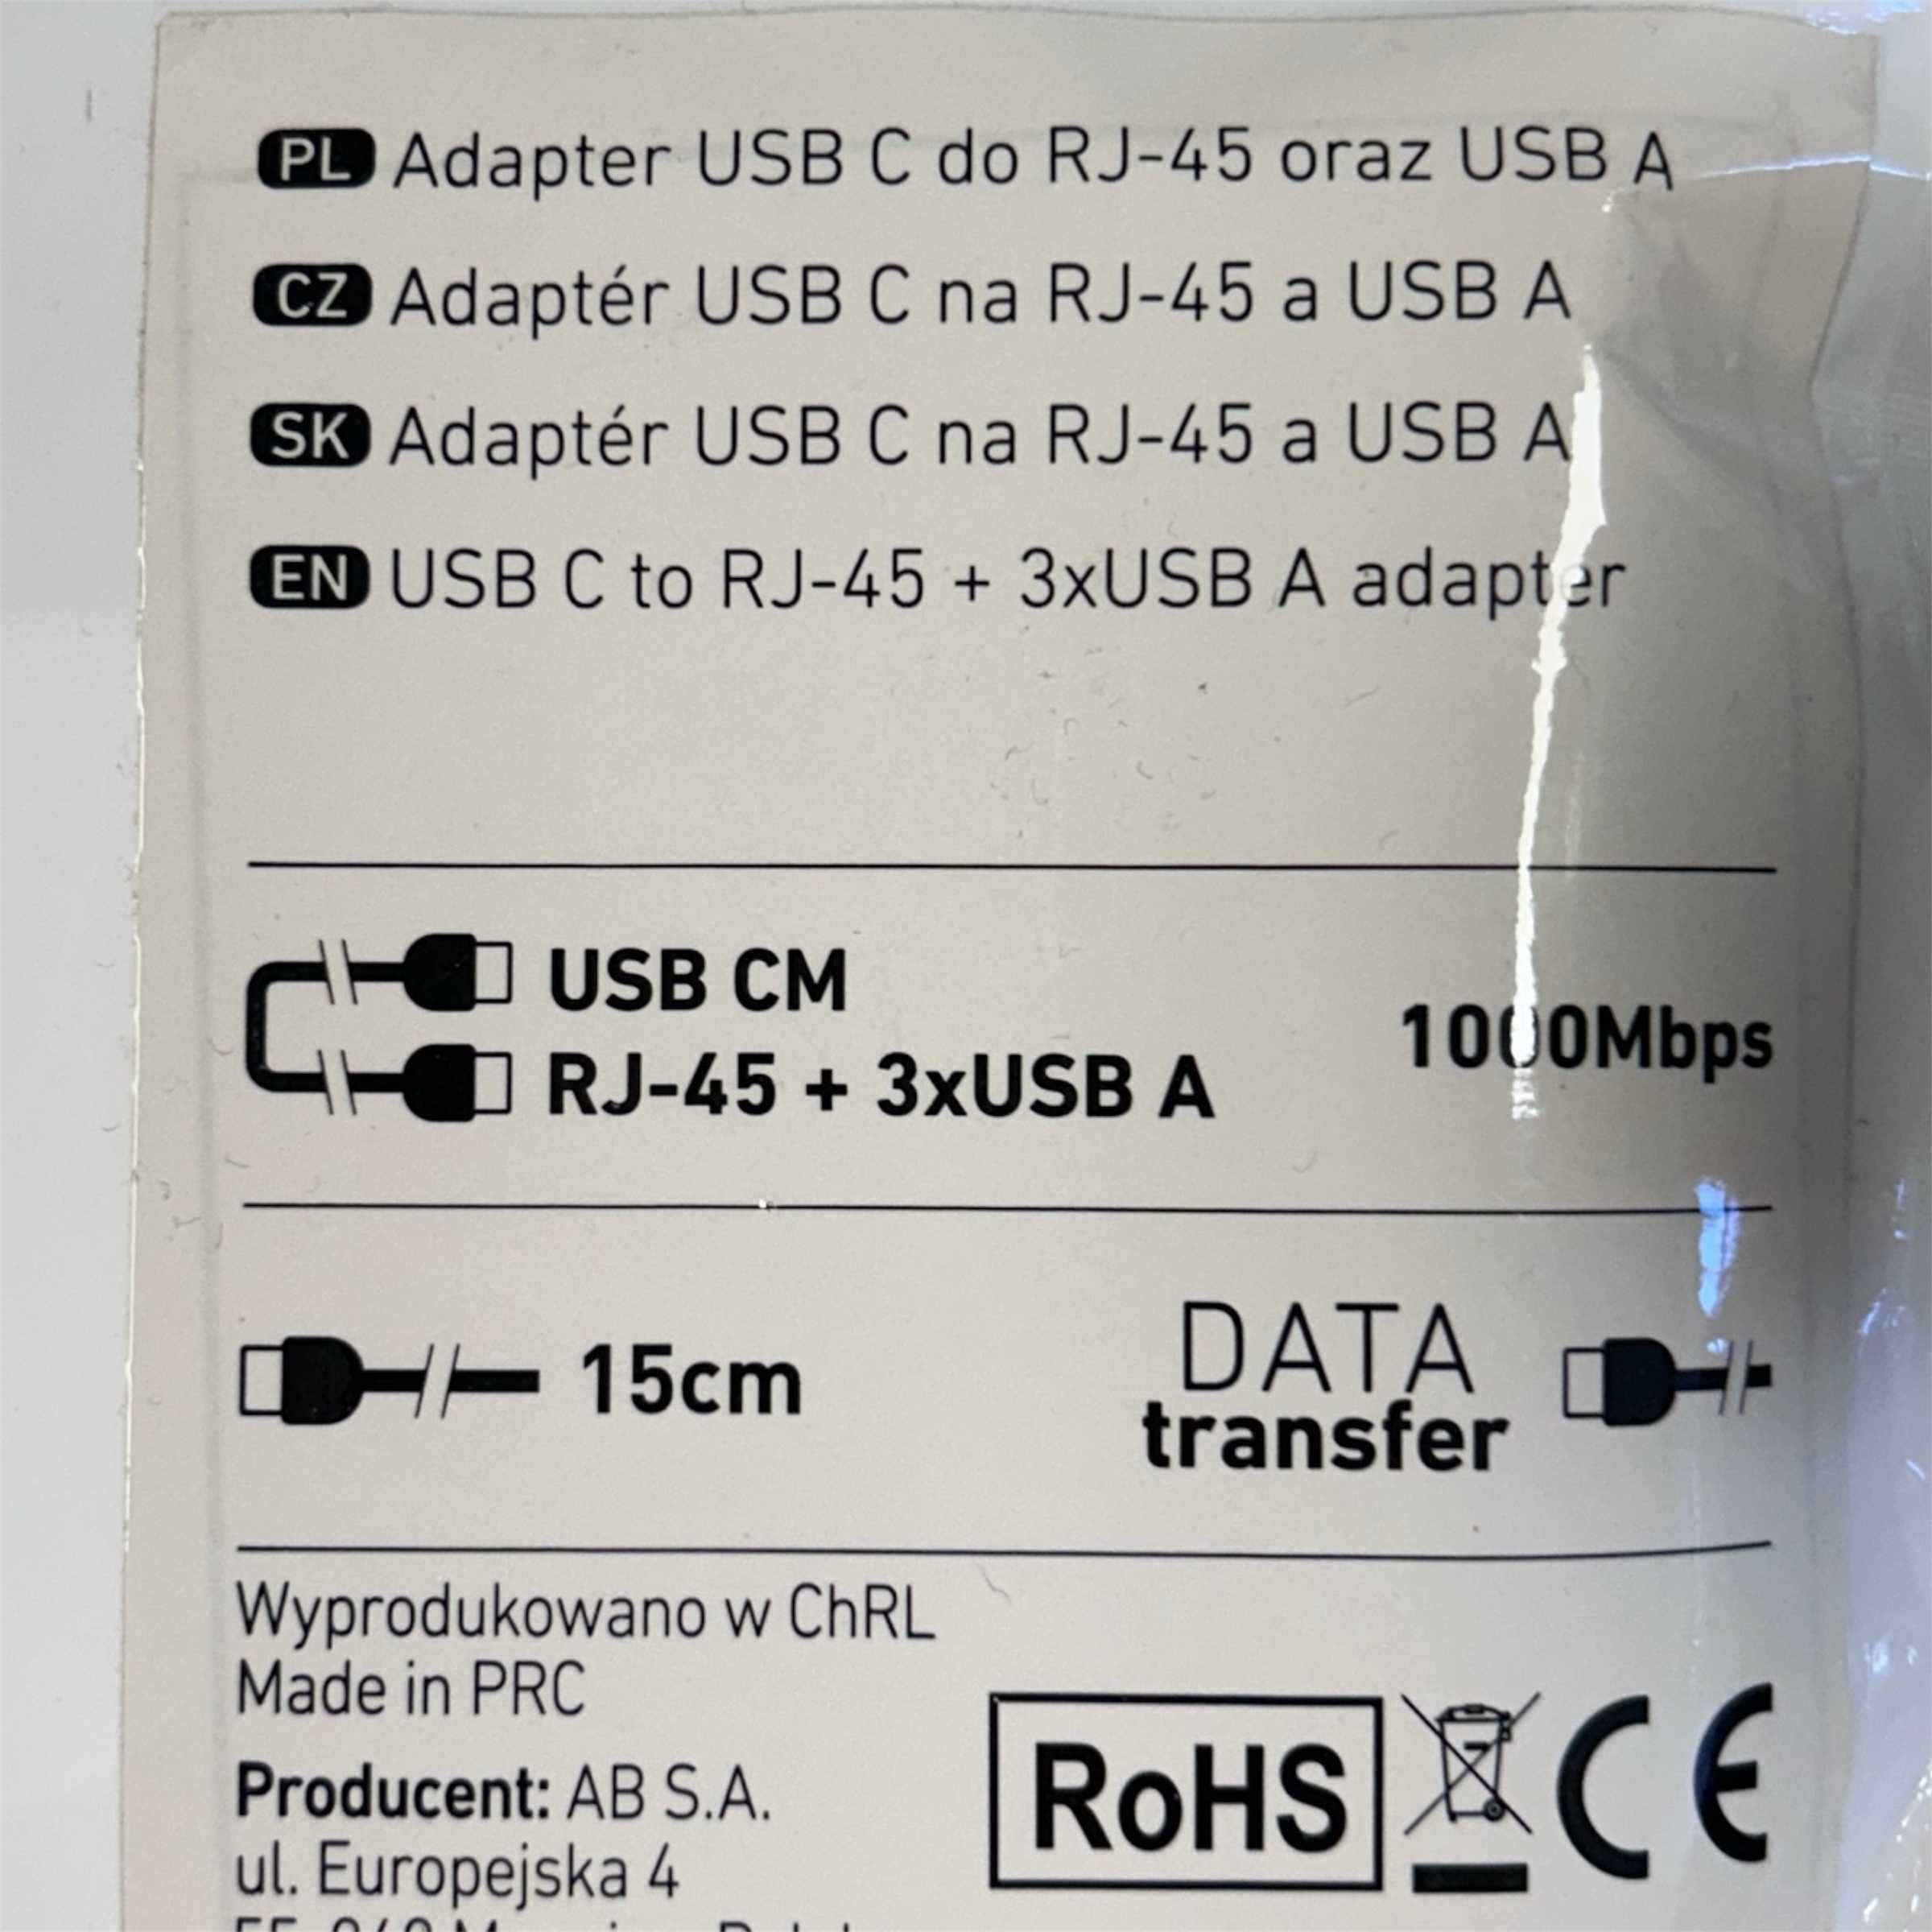 PL Adapter USB C do RJ-45 oraz USB A
CZ Adaptér USB C na RJ-45 a USB A
SK Adaptér USB C na RJ-45 a USB A
EN USB C to RJ-45 + 3xUSB A adapter
USB CM
RJ-45 + 3xUSB A
1000Mbps
15cm
DATA
transfer
Wyprodukowano w ChRL
Made in PRC
Producent: AB S.A.
ul. Europejska 4
RoHS
CE